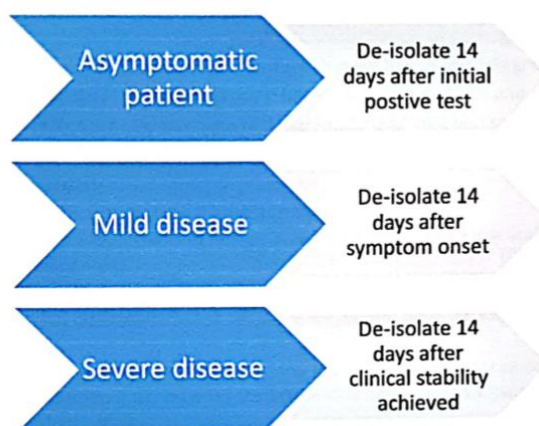 Asymptomatic
patient
De-isolate 14
days after initial
postive test
Mild disease
De-isolate 14
days after
symptom onset
Severe disease
De-isolate 14
days after
clinical stability
achieved